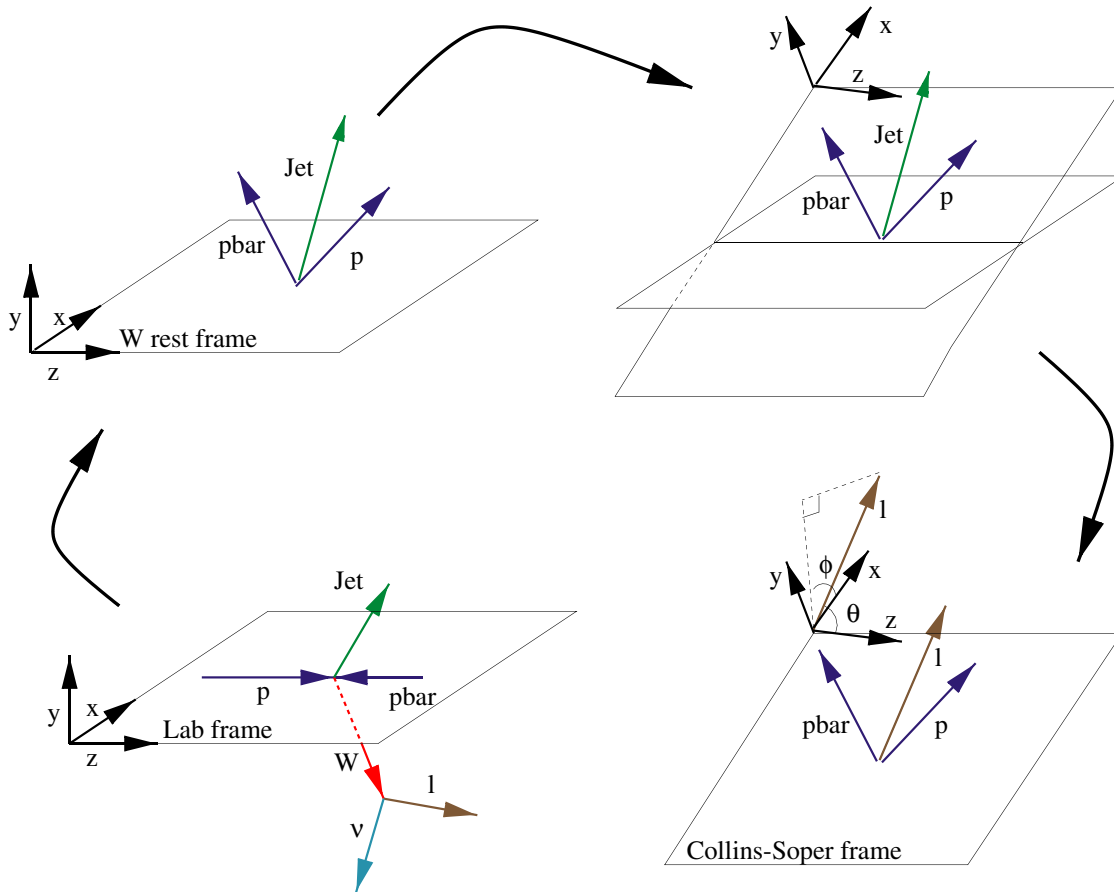 y
x
z
W rest frame
pbar
Jet
p
y
x
z
Jet
pbar
p
y
x
z
Lab frame
Jet
p
pbar
W
l
ν
l
y
ϕ
x
θ
z
l
pbar
p
Collins-Soper frame